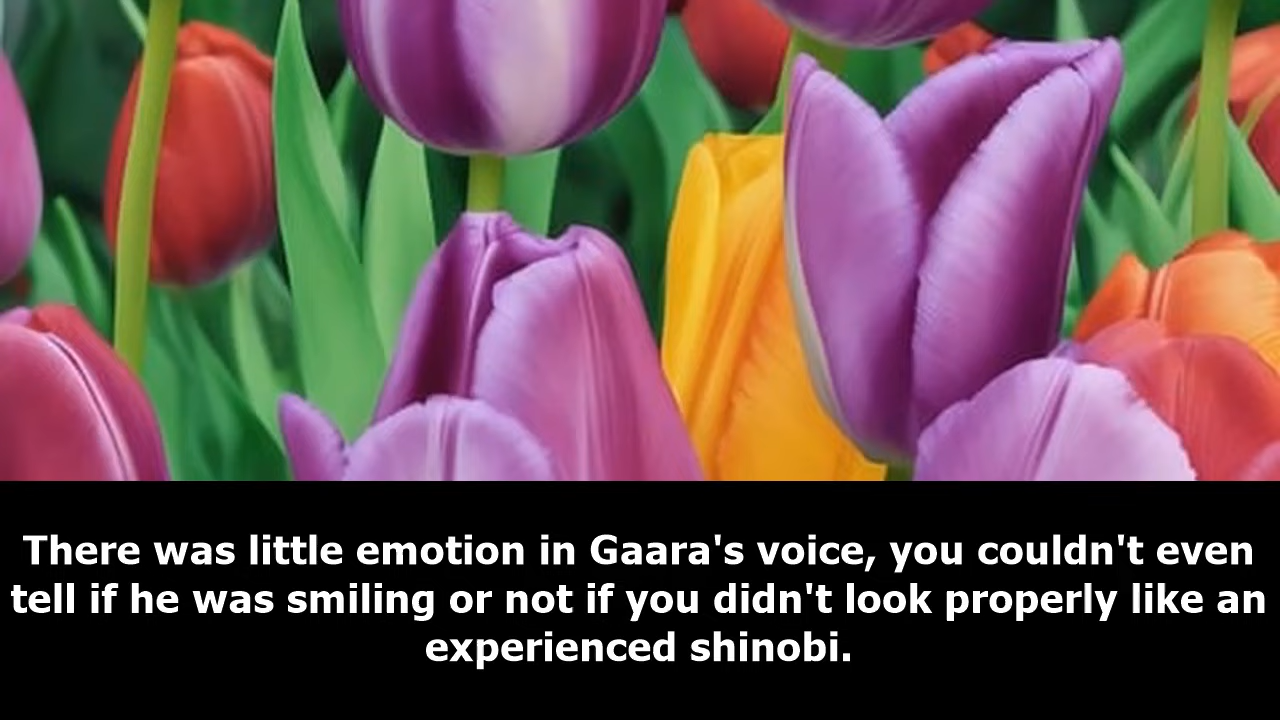 There was little emotion in Gaara's voice, you couldn't even
tell if he was smiling or not if you didn't look properly like an
experienced shinobi.